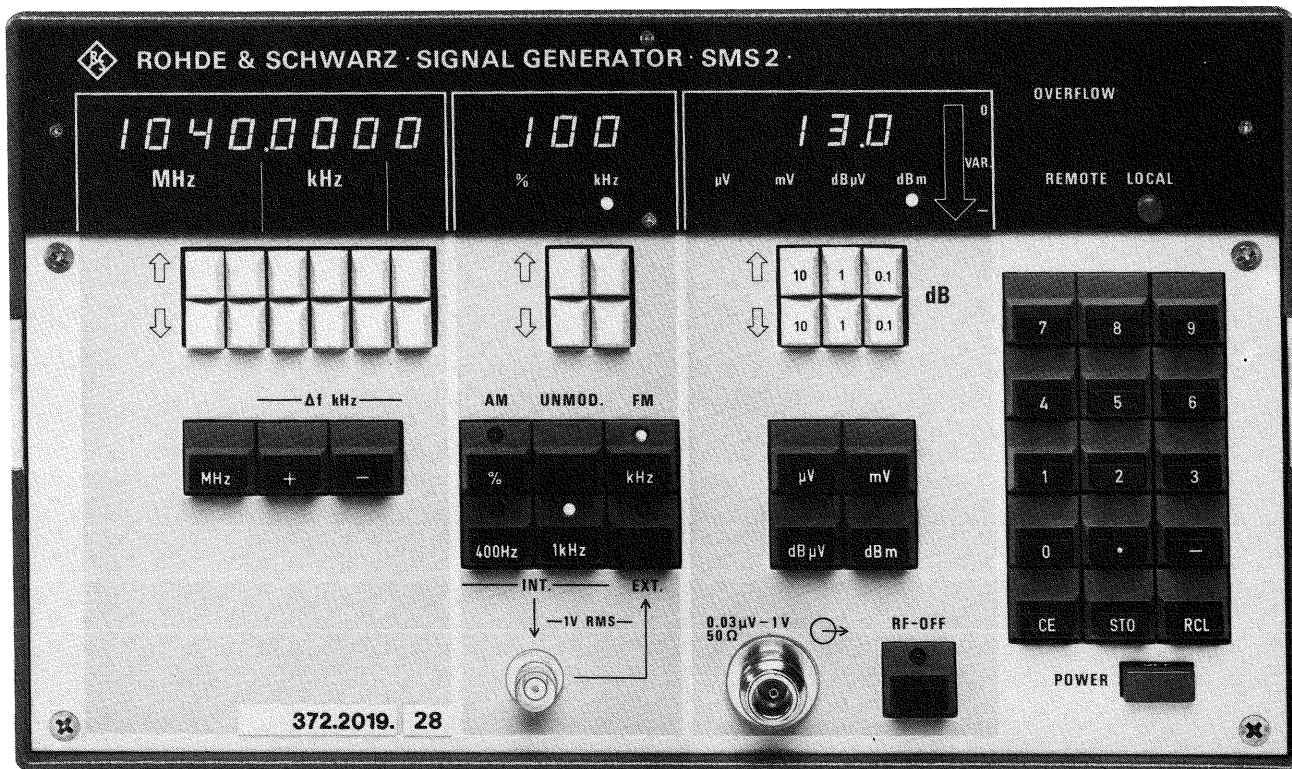 R&S ROHDE & SCHWARZ · SIGNAL GENERATOR · SMS2 ·
OVERFLOW
1040.0000
MHz kHz
100
% kHz
13.0
µV mV dBµV dBm
0
VAR.
–
REMOTE LOCAL
10 1 0.1
10 1 0.1
dB
Δf kHz
MHz + –
AM UNMOD. FM
% kHz
400Hz 1kHz
INT. EXT.
1V RMS
µV mV
dBµV dBm
0.03µV – 1V
50Ω
RF-OFF
7 8 9
4 5 6
1 2 3
0 • –
CE STO RCL
POWER
372.2019. 28